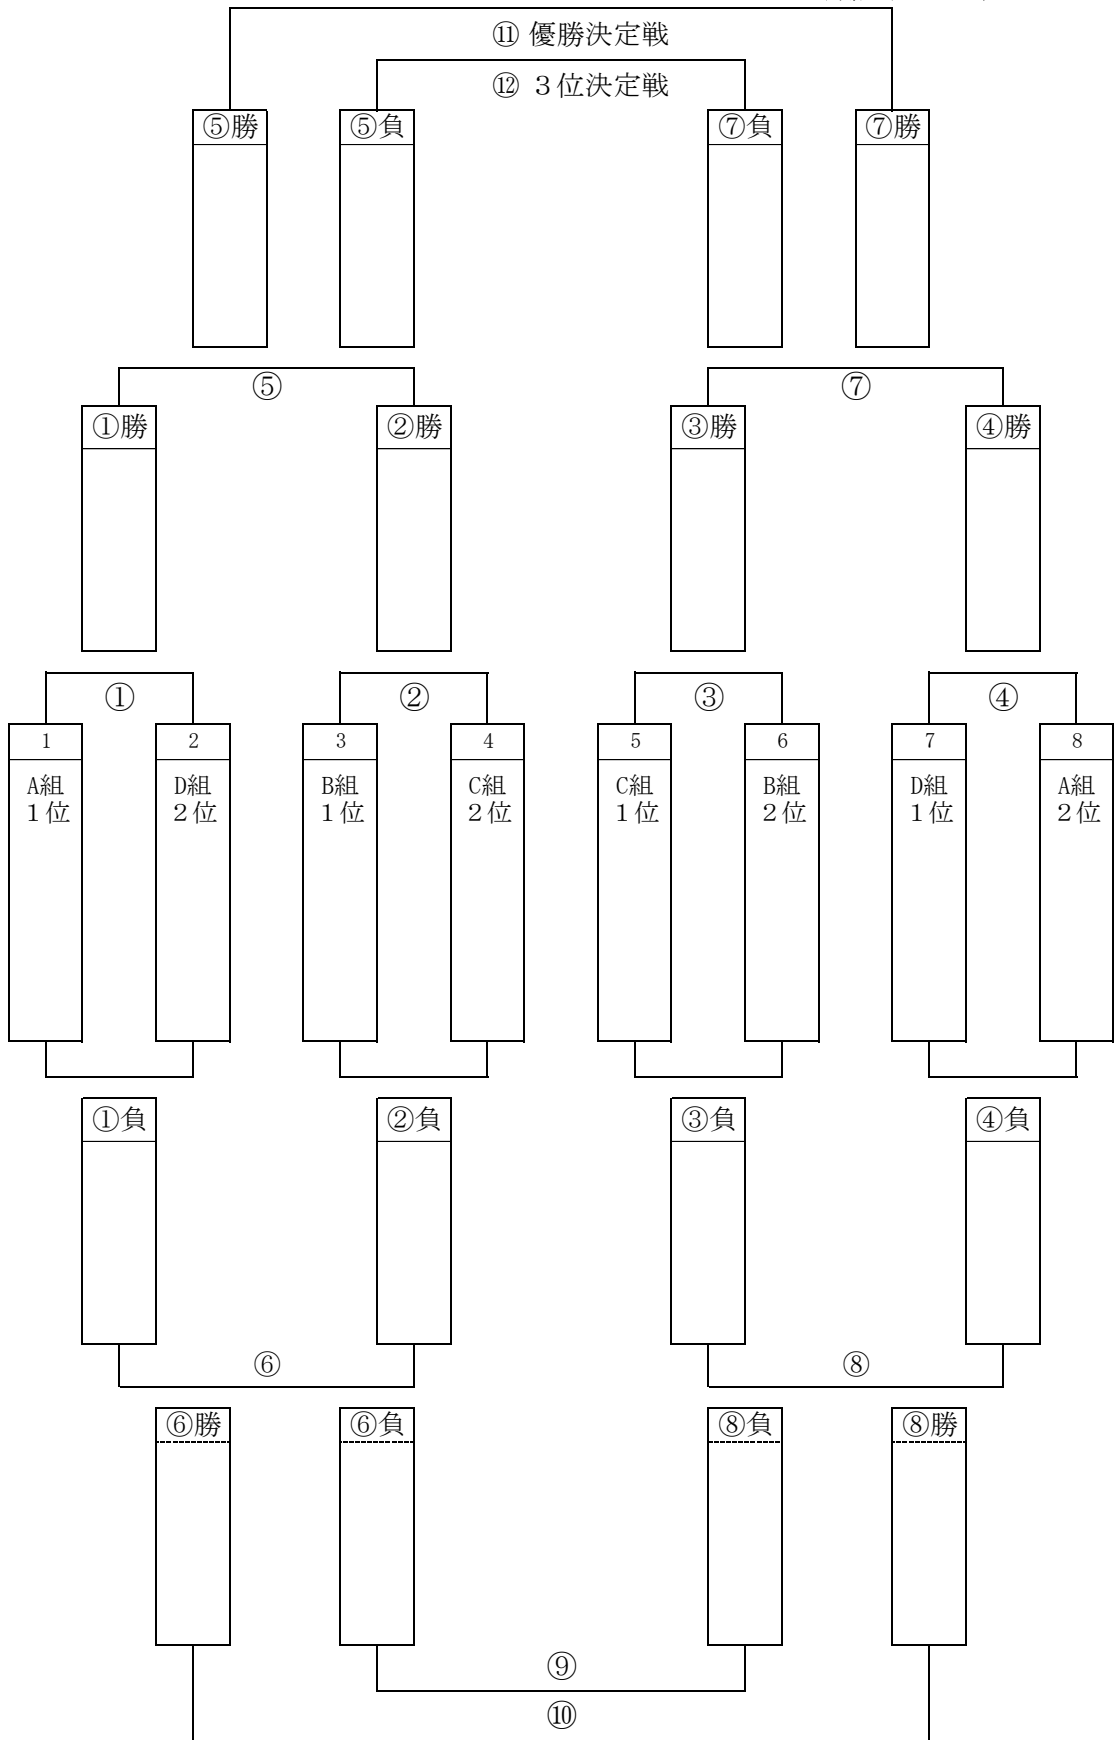 ⑪ 優勝決定戦
⑫ ３位決定戦
⑤勝 ⑤負 ⑦負 ⑦勝
⑤ ⑦
①勝 ②勝 ③勝 ④勝
① ② ③ ④
1 2 3 4 5 6 7 8
A組 D組 B組 C組 C組 B組 D組 A組
１位 ２位 １位 ２位 １位 ２位 １位 ２位
①負 ②負 ③負 ④負
⑥ ⑧
⑥勝 ⑥負 ⑧負 ⑧勝
⑨
⑩